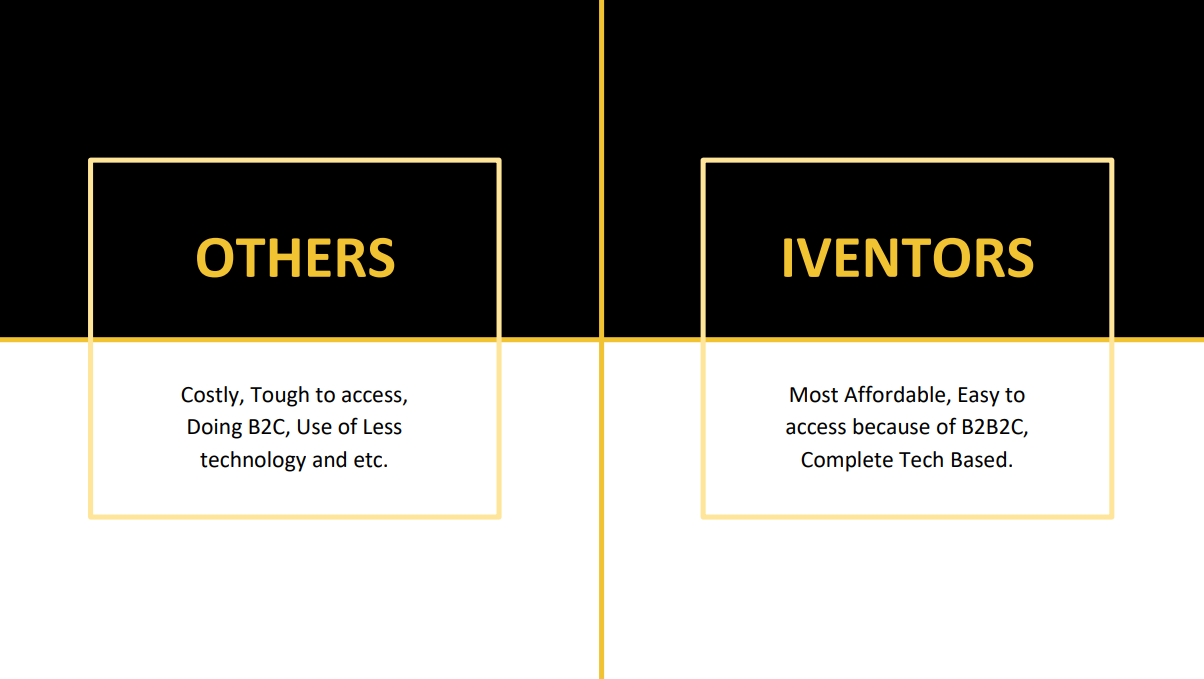 OTHERS
Costly, Tough to access,
Doing B2C, Use of Less
technology and etc.
IVENTORS
Most Affordable, Easy to
access because of B2B2C,
Complete Tech Based.